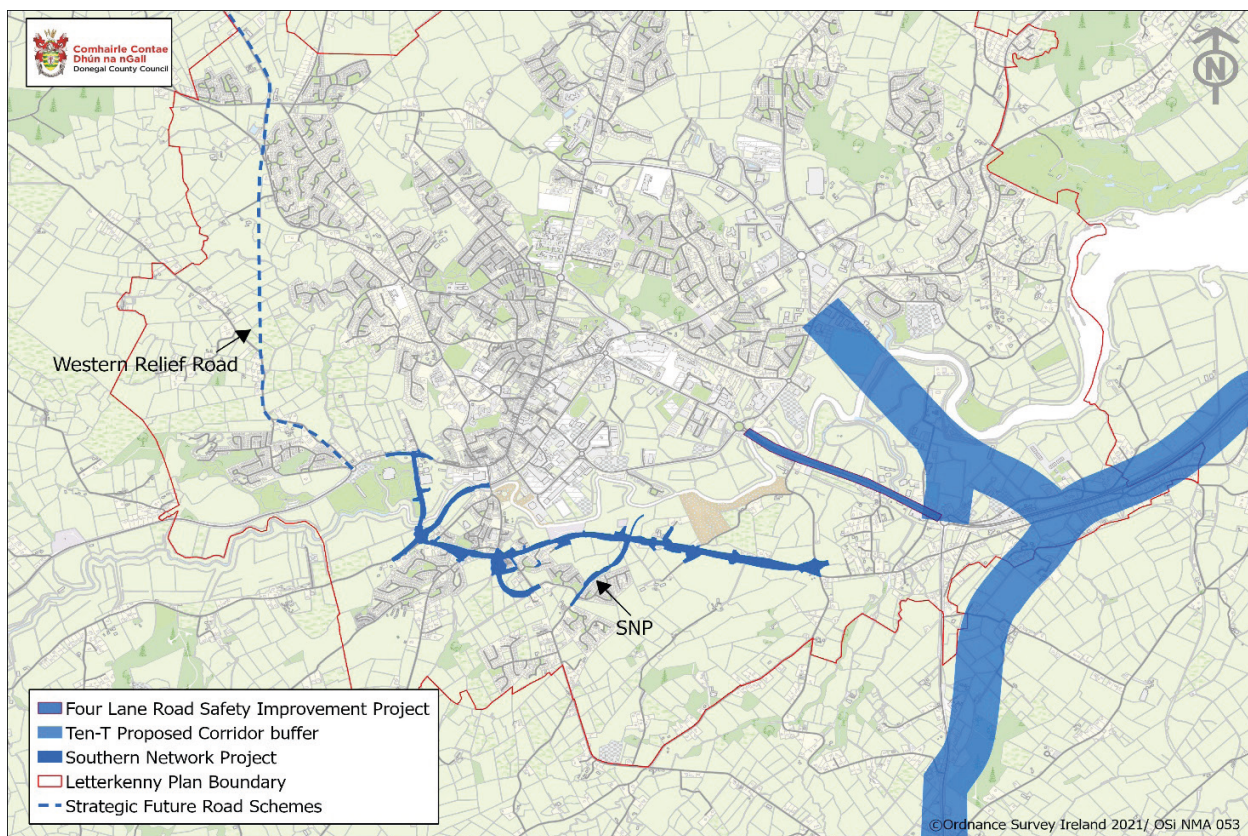 Comhairle Contae
Dhún na nGall
Donegal County Council
N
Western Relief Road
SNP
Four Lane Road Safety Improvement Project
Ten-T Proposed Corridor buffer
Southern Network Project
Letterkenny Plan Boundary
Strategic Future Road Schemes
©Ordnance Survey Ireland 2021/ OSi NMA 053